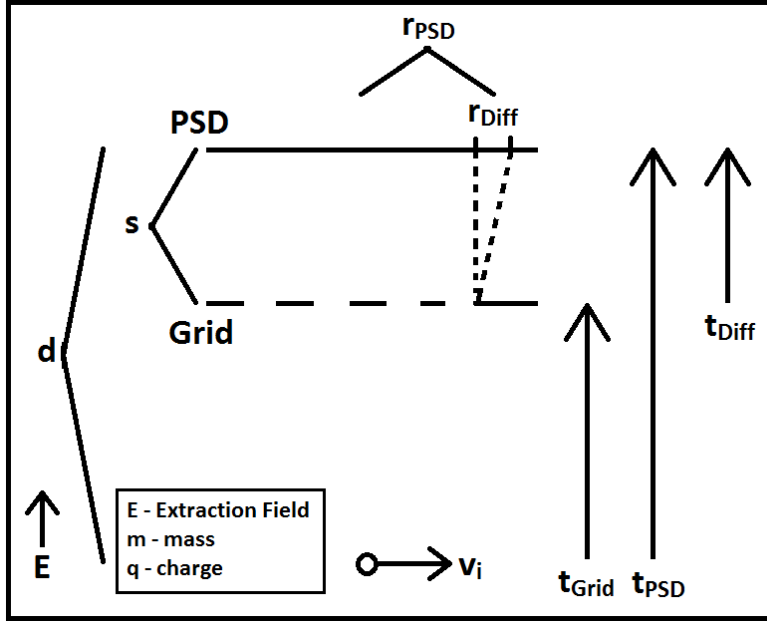 rPSD
rDiff
PSD
s
Grid
d
tDiff
E - Extraction Field
m - mass
q - charge
E
vi
tGrid
tPSD